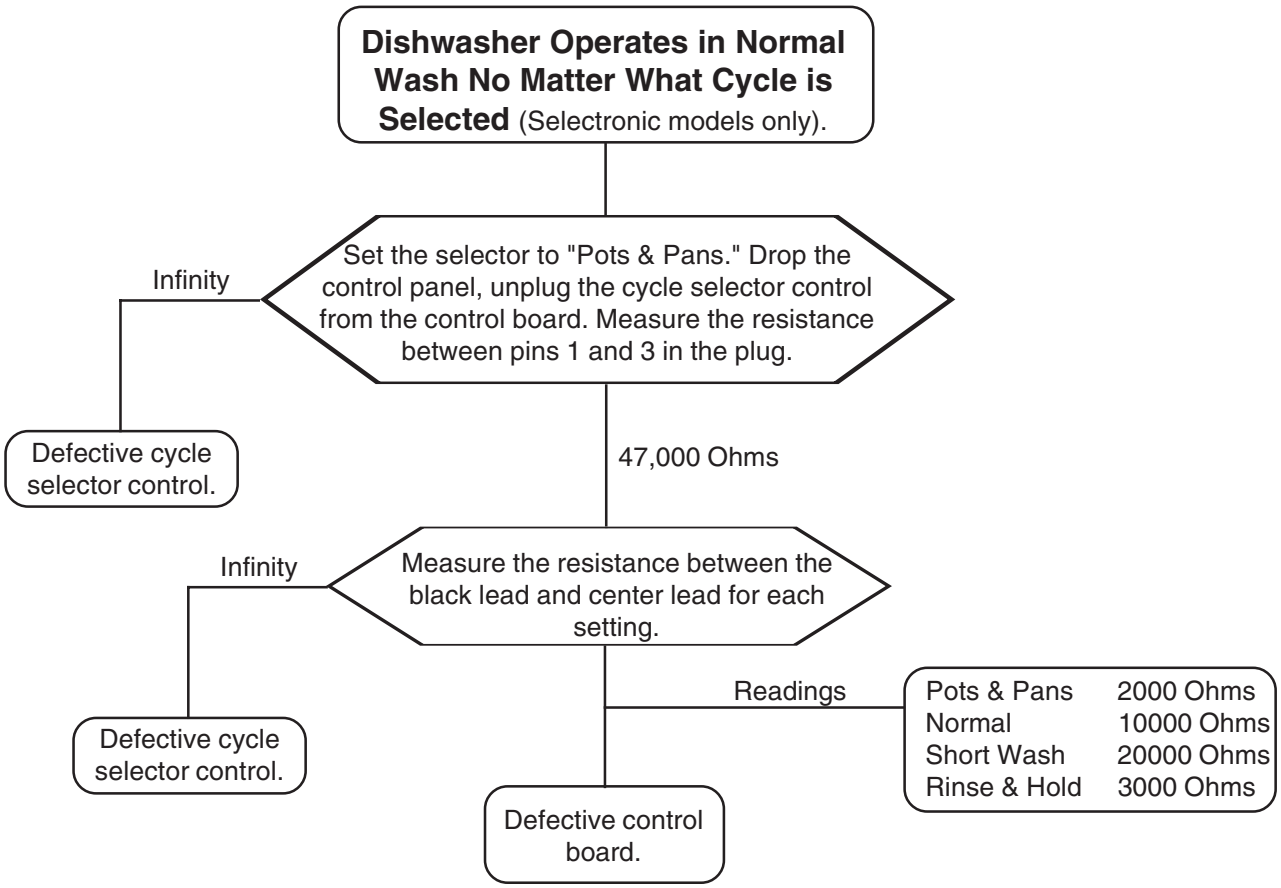 Dishwasher Operates in Normal
Wash No Matter What Cycle is
Selected (Selectronic models only).
Infinity
Set the selector to "Pots & Pans." Drop the
control panel, unplug the cycle selector control
from the control board. Measure the resistance
between pins 1 and 3 in the plug.
Defective cycle
selector control.
47,000 Ohms
Infinity
Measure the resistance between the
black lead and center lead for each
setting.
Readings
Pots & Pans 2000 Ohms
Normal 10000 Ohms
Short Wash 20000 Ohms
Rinse & Hold 3000 Ohms
Defective cycle
selector control.
Defective control
board.